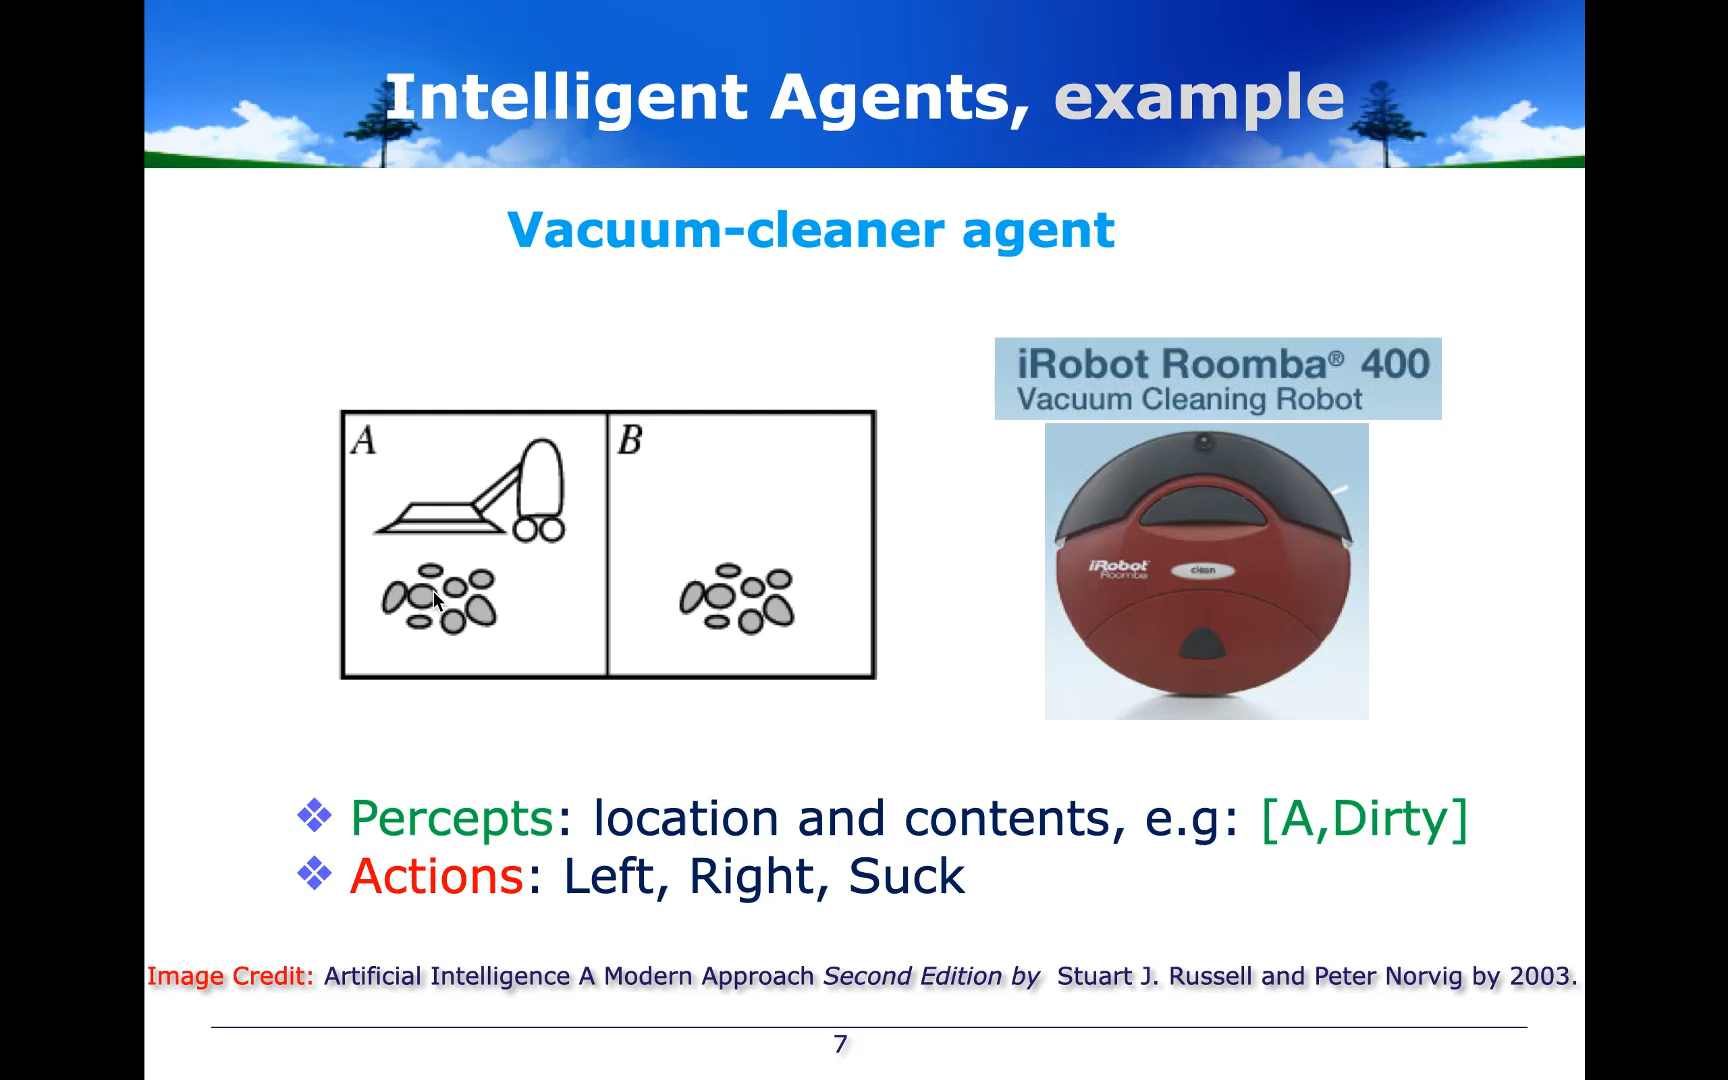 Intelligent Agents, example
Vacuum-cleaner agent
iRobot Roomba® 400
Vacuum Cleaning Robot
A
B
iRobot
Roomba
clean
❖ Percepts: location and contents, e.g: [A,Dirty]
❖ Actions: Left, Right, Suck
Image Credit: Artificial Intelligence A Modern Approach Second Edition by Stuart J. Russell and Peter Norvig by 2003.
7